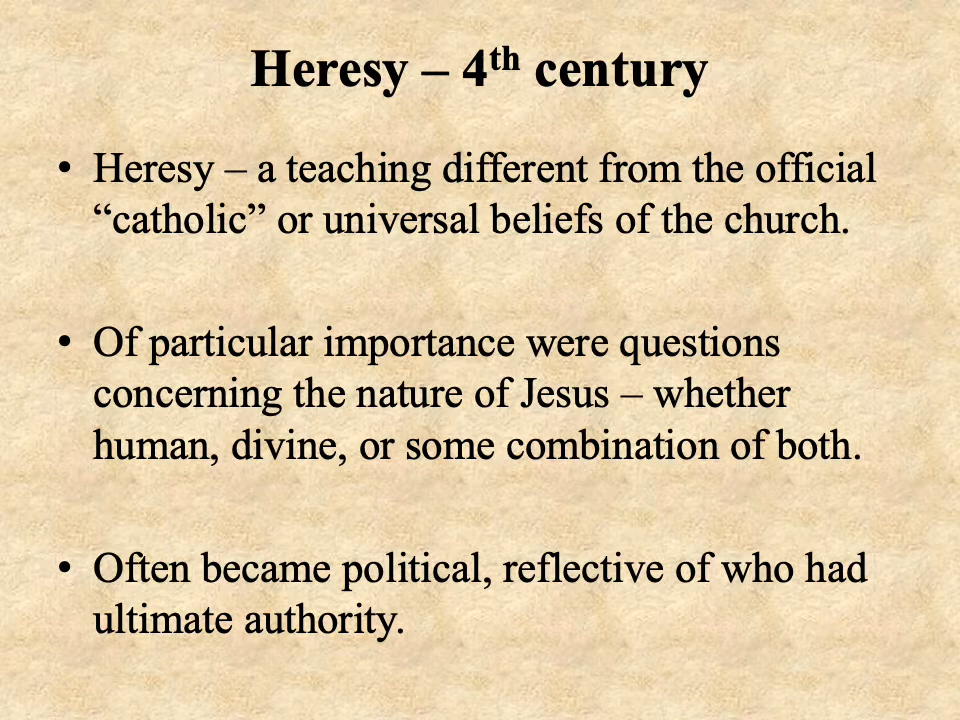 Heresy – 4th century
• Heresy – a teaching different from the official
“catholic” or universal beliefs of the church.
• Of particular importance were questions
concerning the nature of Jesus – whether
human, divine, or some combination of both.
• Often became political, reflective of who had
ultimate authority.